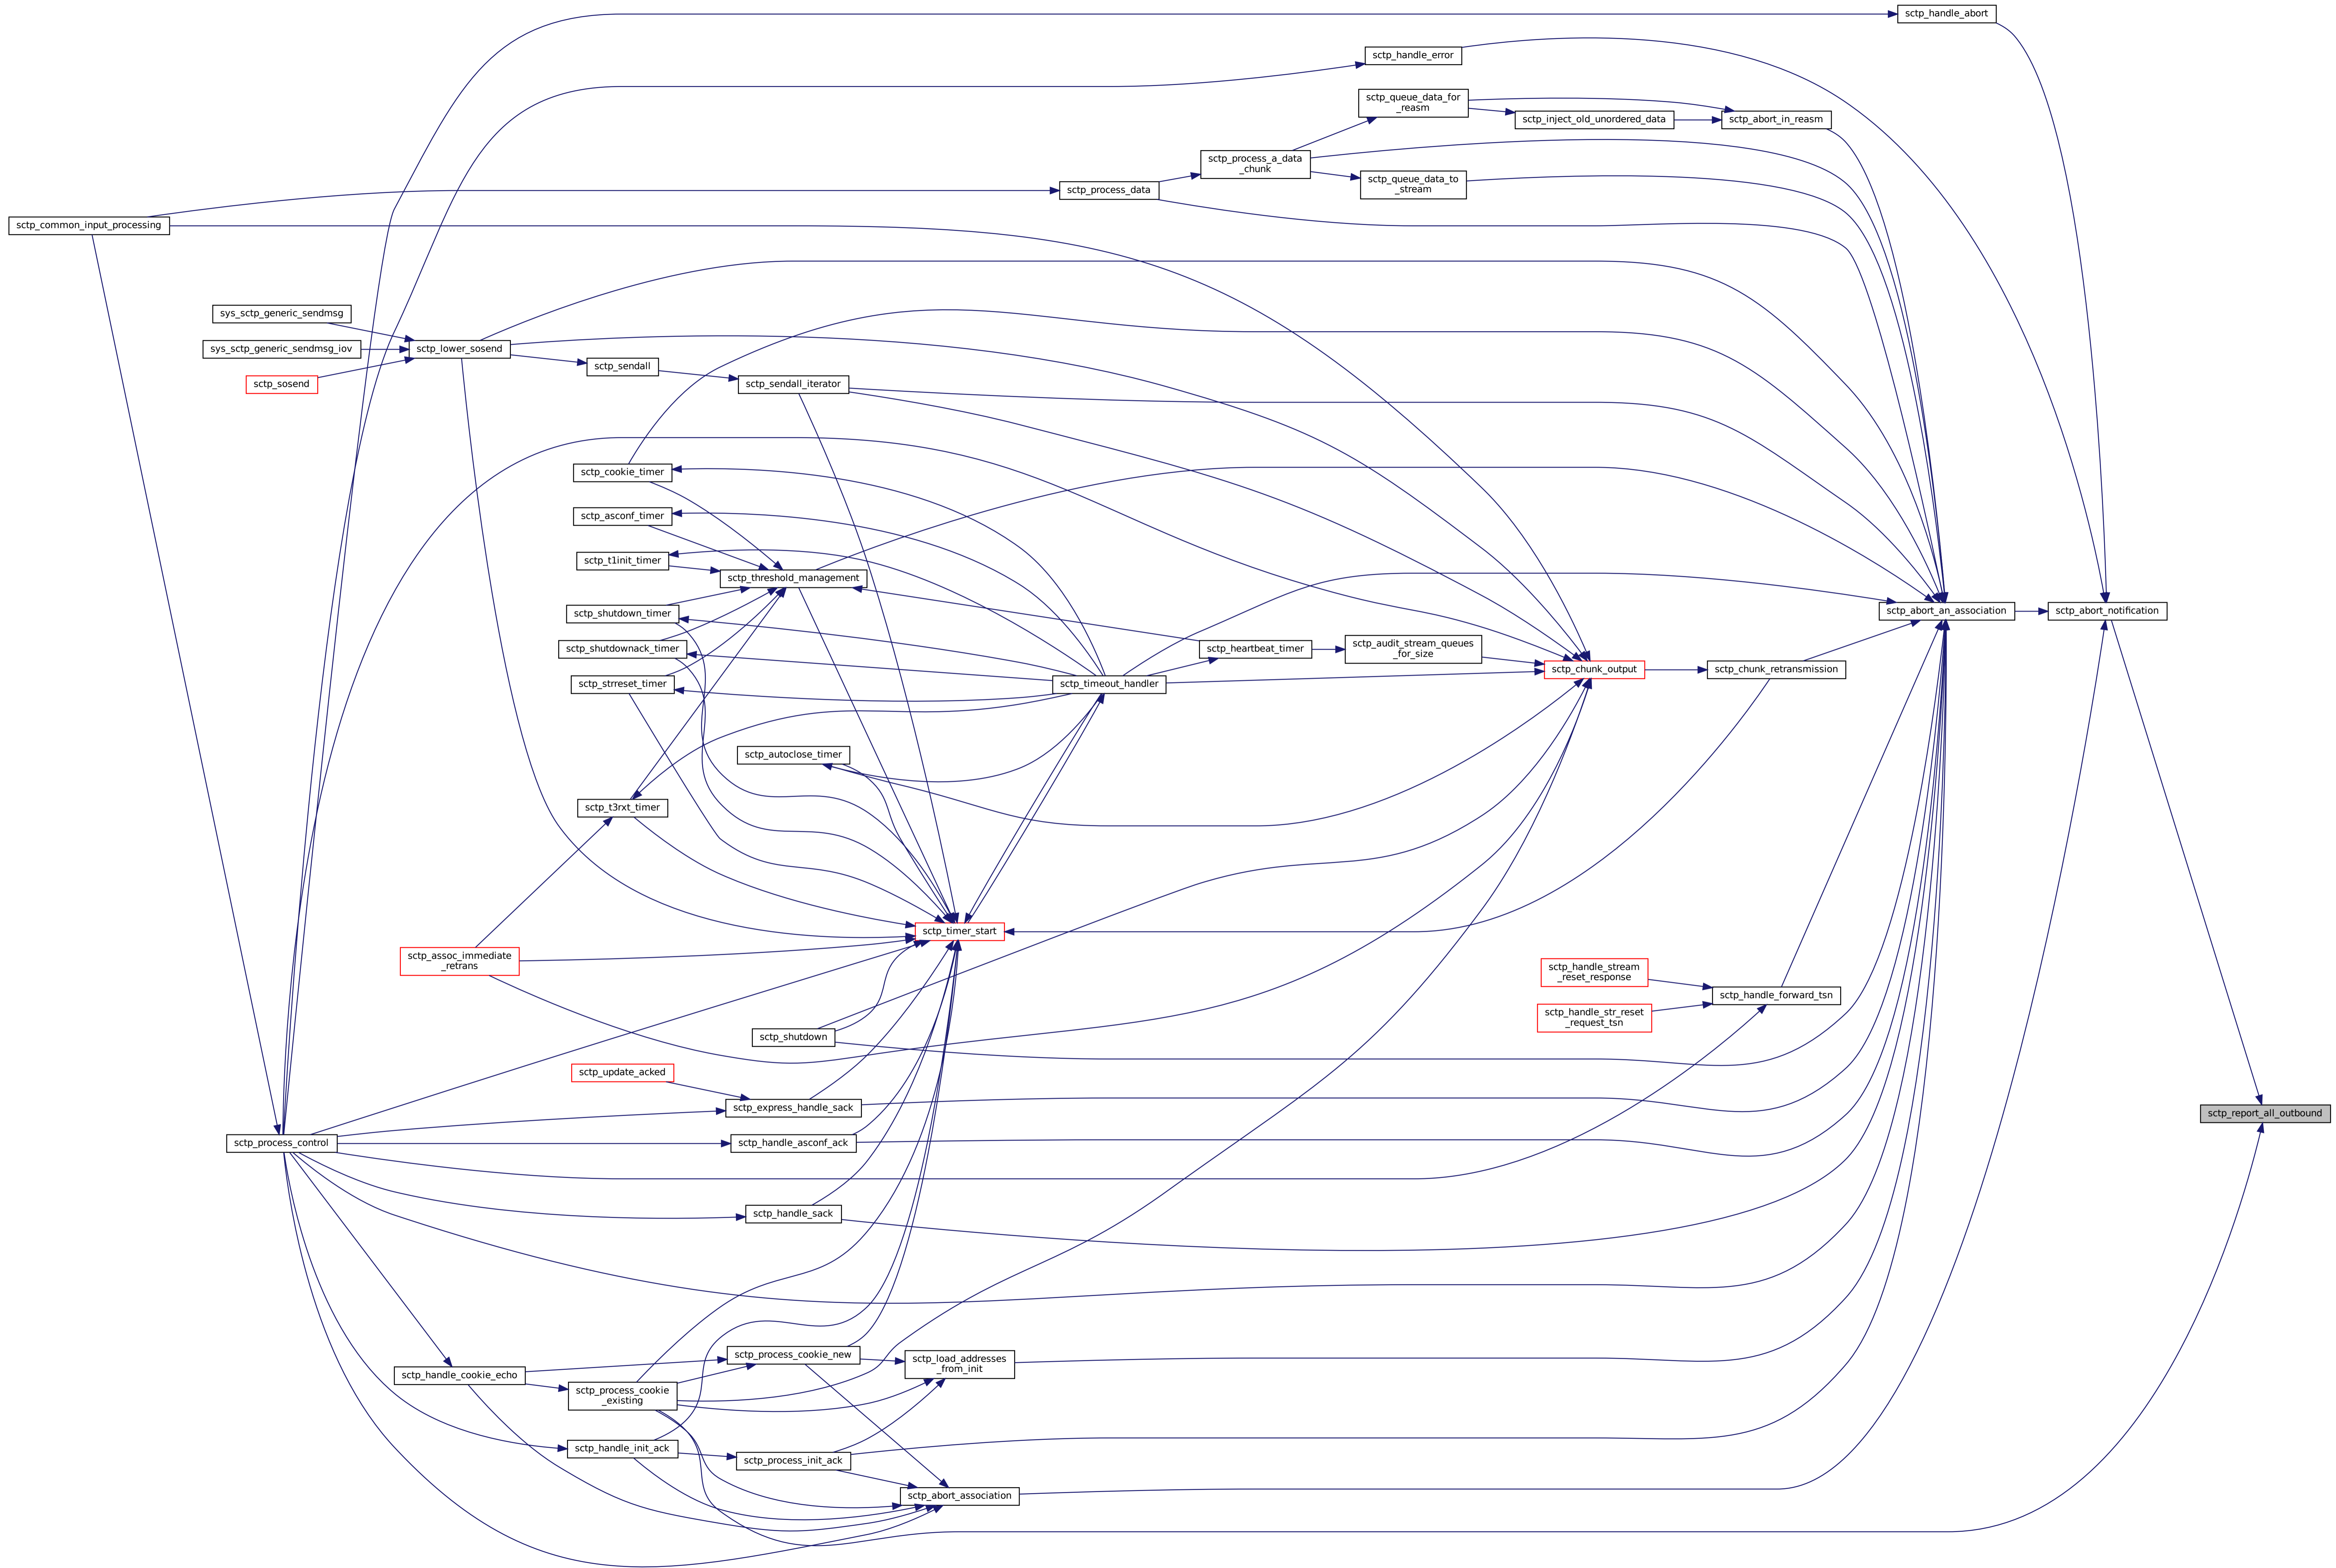 sctp_handle_abort
sctp_handle_error
sctp_queue_data_for
_reasm
sctp_inject_old_unordered_data
sctp_abort_in_reasm
sctp_process_a_data
_chunk
sctp_queue_data_to
_stream
sctp_process_data
sctp_common_input_processing
sys_sctp_generic_sendmsg
sys_sctp_generic_sendmsg_iov
sctp_lower_sosend
sctp_sosend
sctp_sendall
sctp_sendall_iterator
sctp_cookie_timer
sctp_asconf_timer
sctp_t1init_timer
sctp_threshold_management
sctp_shutdown_timer
sctp_shutdownack_timer
sctp_strreset_timer
sctp_timeout_handler
sctp_heartbeat_timer
sctp_audit_stream_queues
_for_size
sctp_chunk_output
sctp_chunk_retransmission
sctp_abort_an_association
sctp_abort_notification
sctp_autoclose_timer
sctp_t3rxt_timer
sctp_timer_start
sctp_assoc_immediate
_retrans
sctp_handle_stream
_reset_response
sctp_handle_forward_tsn
sctp_handle_str_reset
_request_tsn
sctp_shutdown
sctp_update_acked
sctp_express_handle_sack
sctp_report_all_outbound
sctp_process_control
sctp_handle_asconf_ack
sctp_handle_sack
sctp_process_cookie_new
sctp_load_addresses
_from_init
sctp_handle_cookie_echo
sctp_process_cookie
_existing
sctp_handle_init_ack
sctp_process_init_ack
sctp_abort_association